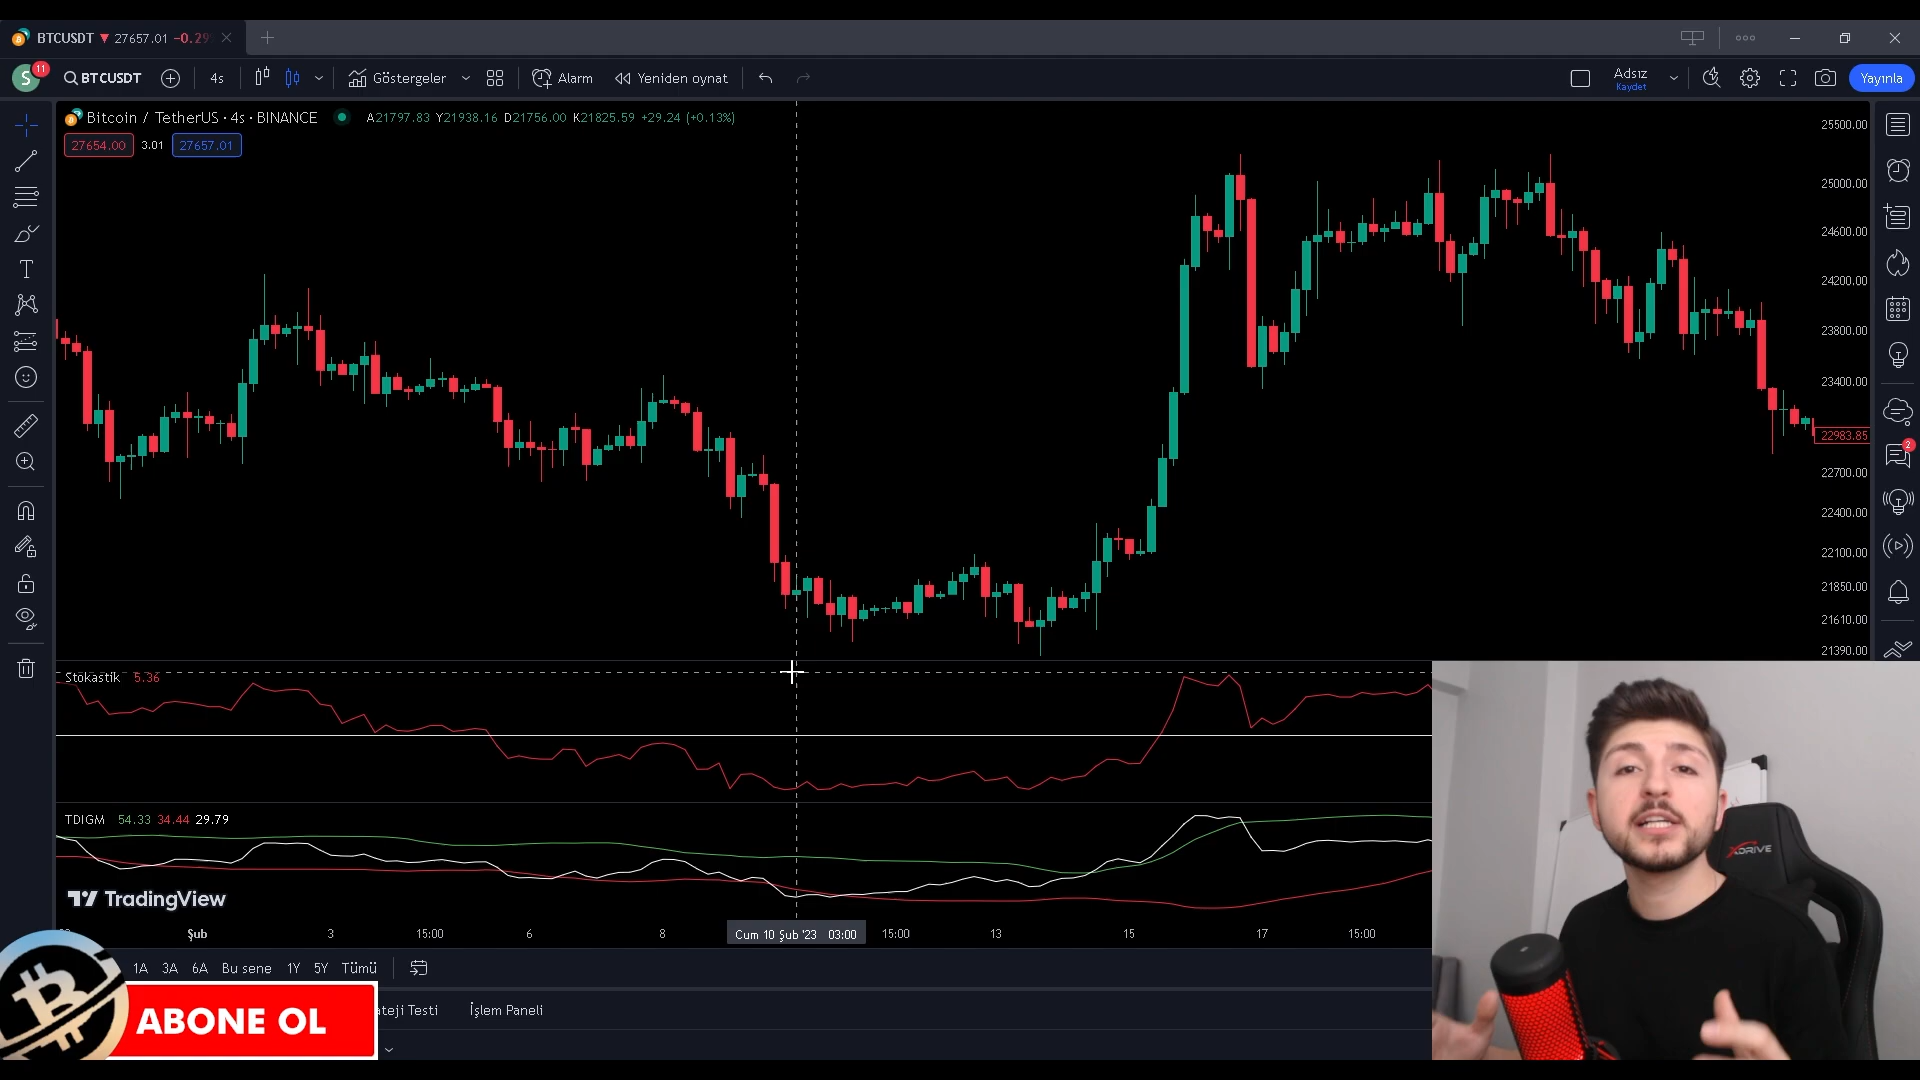 BTCUSDT ▼ 27657.01 −0.29
S 11 BTCUSDT 4s Göstergeler Alarm Yeniden oynat Adsız Kaydet Yayınla
Bitcoin / TetherUS · 4s · BINANCE A21797.83 Y21938.16 D21756.00 K21825.59 +29.24 (+0.13%)
27654.00 3.01 27657.01
25500.00
25000.00
24600.00
24200.00
23800.00
23400.00
22983.85
2
22700.00
22400.00
22100.00
21850.00
21610.00
21390.00
Stokastik 5.36
TDIGM 54.33 34.44 29.79
XDRIVE
TradingView
Şub 3 15:00 6 8 Cum 10 Şub '23 03:00 15:00 13 15 17 15:00
1A 3A 6A Bu sene 1Y 5Y Tümü
ateji Testi İşlem Paneli
ABONE OL